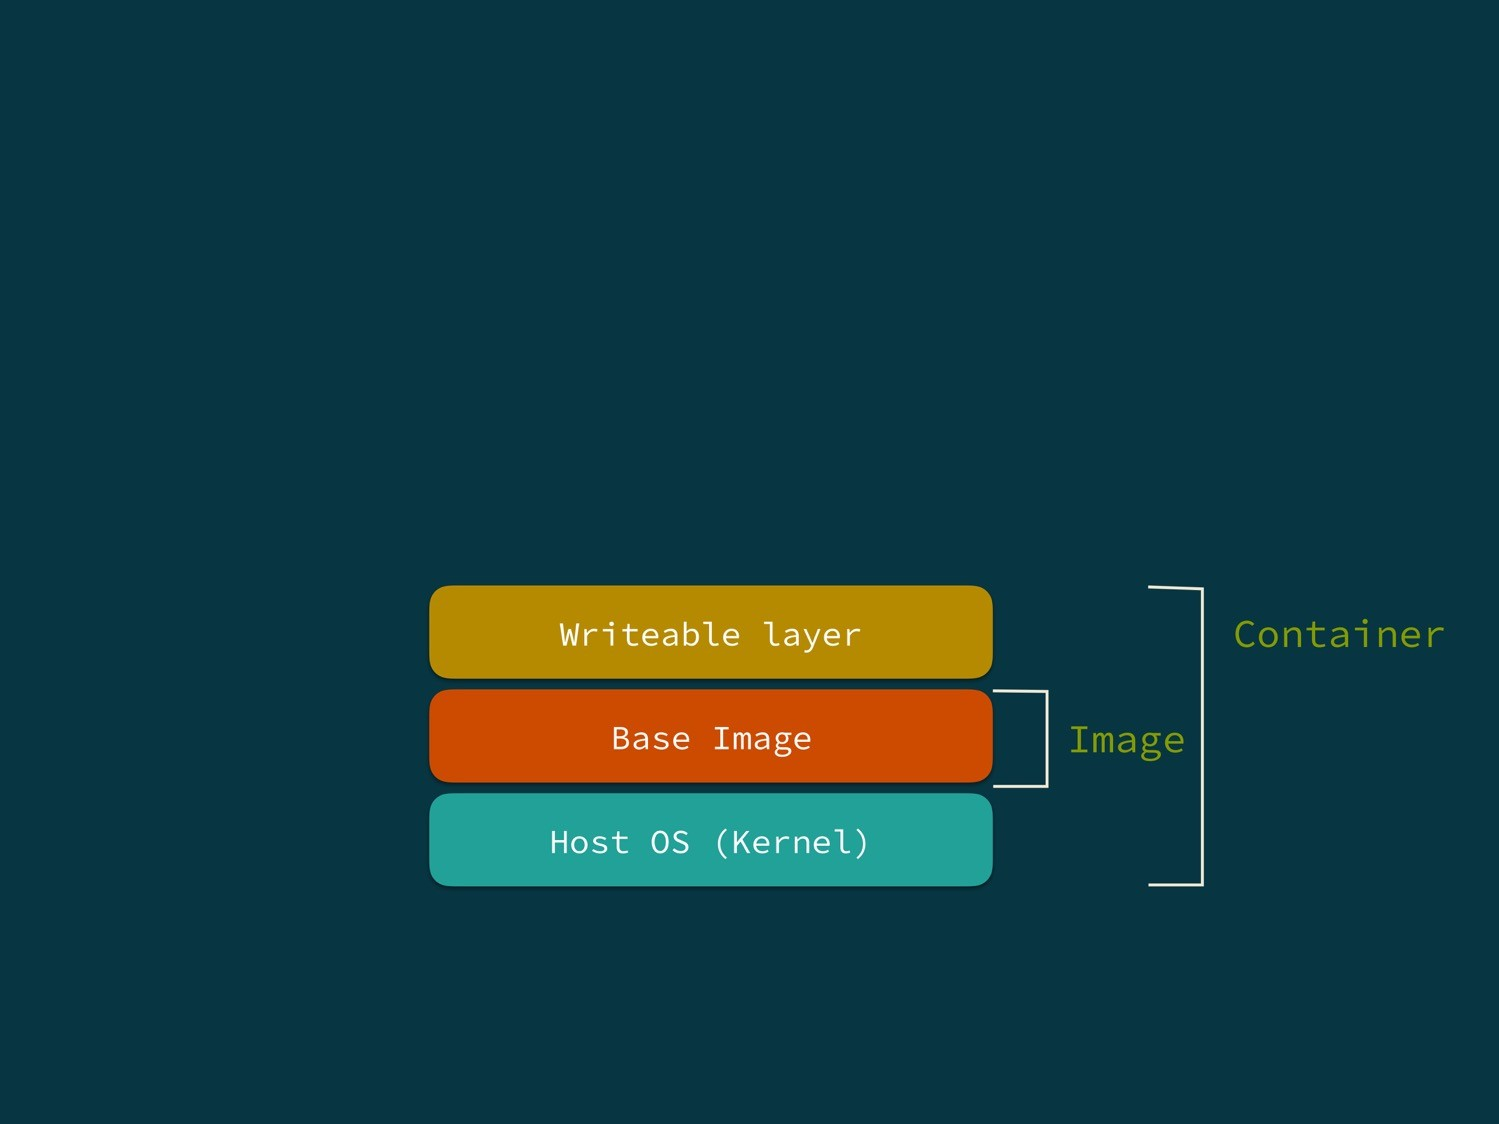 Writeable layer
Container
Base Image
Image
Host OS (Kernel)